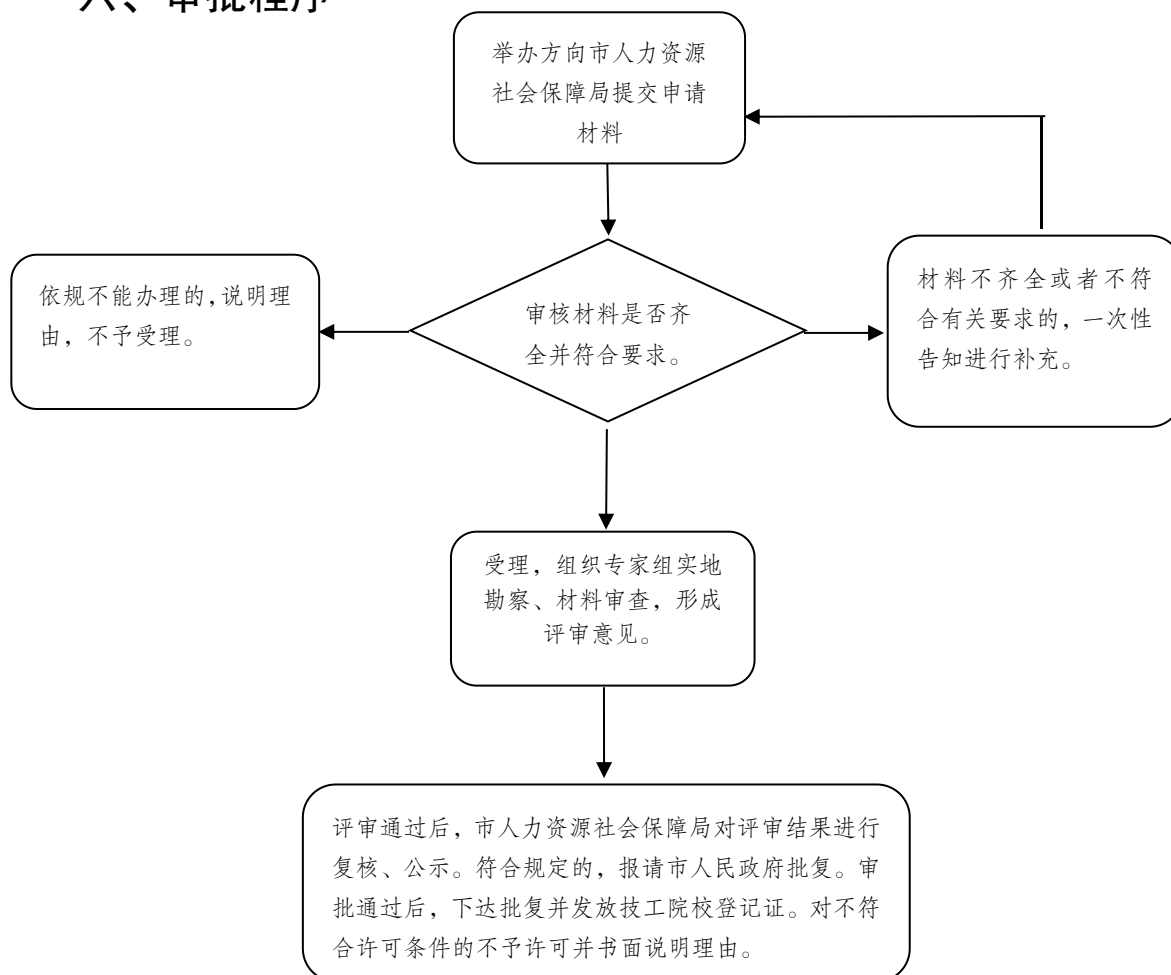 六、审批程序
举办方向市人力资源
社会保障局提交申请
材料
依规不能办理的，说明理
由，不予受理。
审核材料是否齐
全并符合要求。
材料不齐全或者不符
合有关要求的，一次性
告知进行补充。
受理，组织专家组实地
勘察、材料审查，形成
评审意见。
评审通过后，市人力资源社会保障局对评审结果进行
复核、公示。符合规定的，报请市人民政府批复。审
批通过后，下达批复并发放技工院校登记证。对不符
合许可条件的不予许可并书面说明理由。